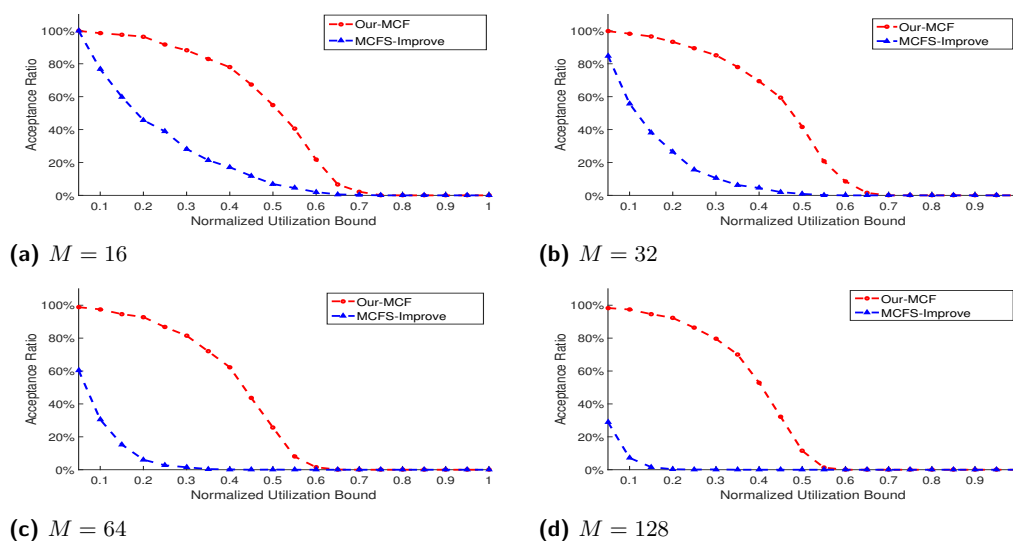 Our-MCF
MCFS-Improve
100%
80%
60%
40%
20%
0%
Acceptance Ratio
0.1 0.2 0.3 0.4 0.5 0.6 0.7 0.8 0.9 1
Normalized Utilization Bound
(a) M = 16
Our-MCF
MCFS-Improve
100%
80%
60%
40%
20%
0%
Acceptance Ratio
0.1 0.2 0.3 0.4 0.5 0.6 0.7 0.8 0.9
Normalized Utilization Bound
(b) M = 32
Our-MCF
MCFS-Improve
100%
80%
60%
40%
20%
0%
Acceptance Ratio
0.1 0.2 0.3 0.4 0.5 0.6 0.7 0.8 0.9 1
Normalized Utilization Bound
(c) M = 64
Our-MCF
MCFS-Improve
100%
80%
60%
40%
20%
0%
Acceptance Ratio
0.1 0.2 0.3 0.4 0.5 0.6 0.7 0.8 0.9
Normalized Utilization Bound
(d) M = 128